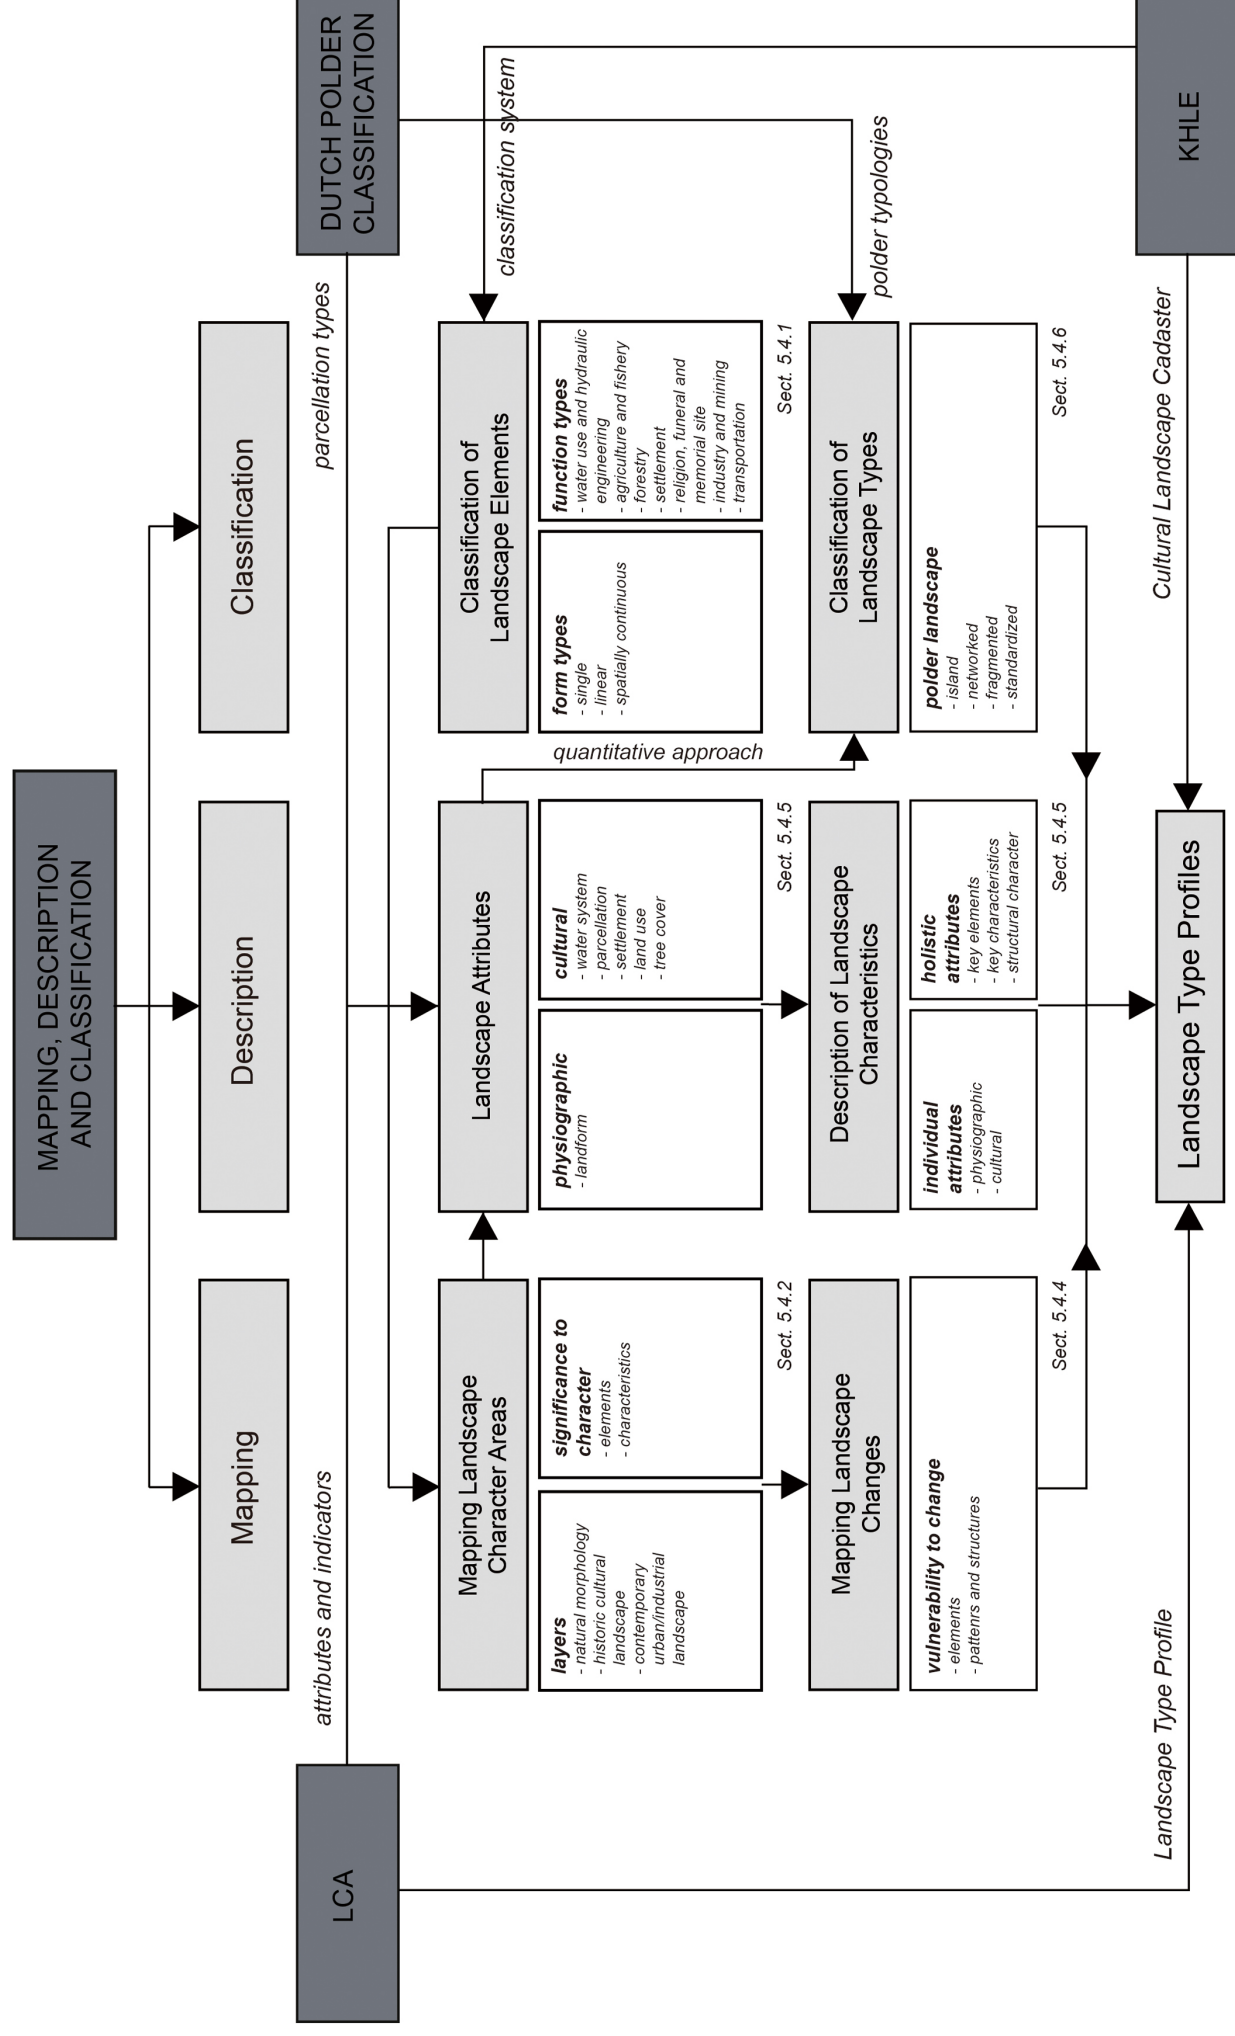 MAPPING, DESCRIPTION
AND CLASSIFICATION
Mapping
Description
Classification
LCA
attributes and indicators
parcellation types
DUTCH POLDER
CLASSIFICATION
Mapping Landscape
Character Areas
layers
- natural morphology
- historic cultural
landscape
- contemporary
urban/industrial
landscape
significance to
character
- elements
- characteristics
Sect. 5.4.2
Landscape Attributes
physiographic
- landform
cultural
- water system
- parcellation
- settlement
- land use
- tree cover
Sect. 5.4.5
quantitative approach
Classification of
Landscape Elements
form types
- single
- linear
- spatially continuous
function types
- water use and hydraulic
engineering
- agriculture and fishery
- forestry
- settlement
- religion, funeral and
memorial site
- industry and mining
- transportation
Sect. 5.4.1
classification system
polder typologies
Mapping Landscape
Changes
vulnerability to change
- elements
- pattenrs and structures
Sect. 5.4.4
Description of Landscape
Characteristics
individual
attributes
- physiographic
- cultural
holistic
attributes
- key elements
- key characteristics
- structural character
Sect. 5.4.5
Classification of
Landscape Types
polder landscape
- island
- networked
- fragmented
- standardized
Sect. 5.4.6
Landscape Type Profile
Landscape Type Profiles
Cultural Landscape Cadaster
KHLE